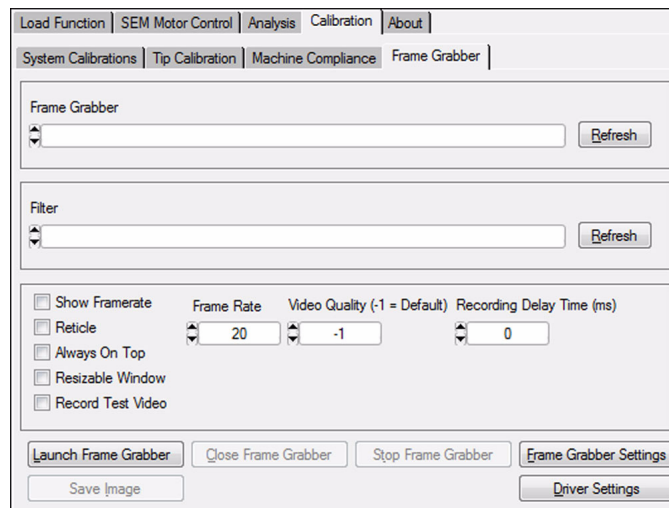 Load Function SEM Motor Control Analysis Calibration About
System Calibrations Tip Calibration Machine Compliance Frame Grabber
Frame Grabber
Refresh
Filter
Refresh
Show Framerate
Reticle
Always On Top
Resizable Window
Record Test Video
Frame Rate Video Quality (-1 = Default) Recording Delay Time (ms)
20 -1 0
Launch Frame Grabber Close Frame Grabber Stop Frame Grabber Frame Grabber Settings
Save Image Driver Settings